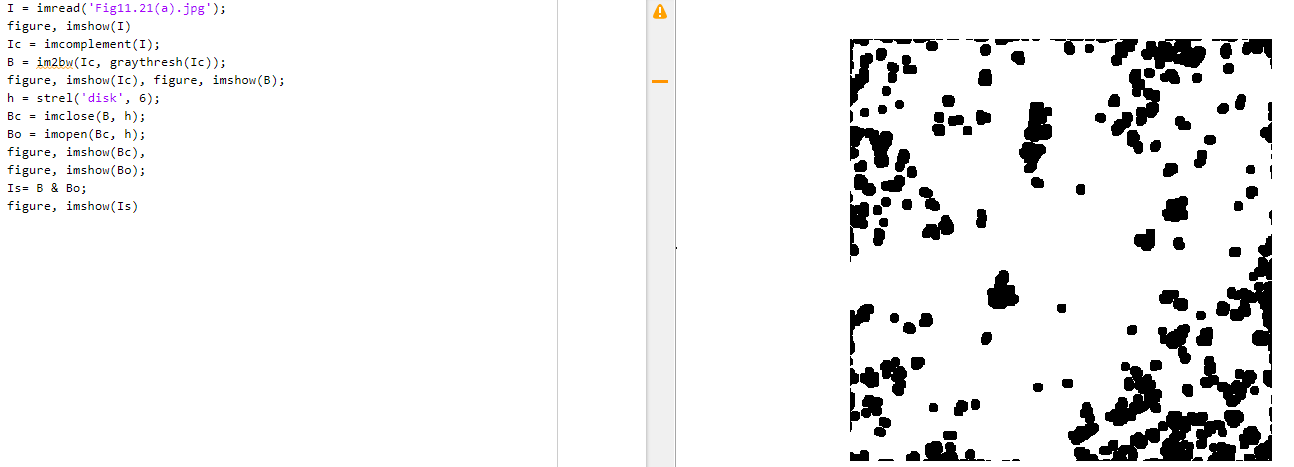 I = imread('Fig11.21(a).jpg');
figure, imshow(I)
Ic = imcomplement(I);
B = im2bw(Ic, graythresh(Ic));
figure, imshow(Ic), figure, imshow(B);
h = strel('disk', 6);
Bc = imclose(B, h);
Bo = imopen(Bc, h);
figure, imshow(Bc),
figure, imshow(Bo);
Is= B & Bo;
figure, imshow(Is)